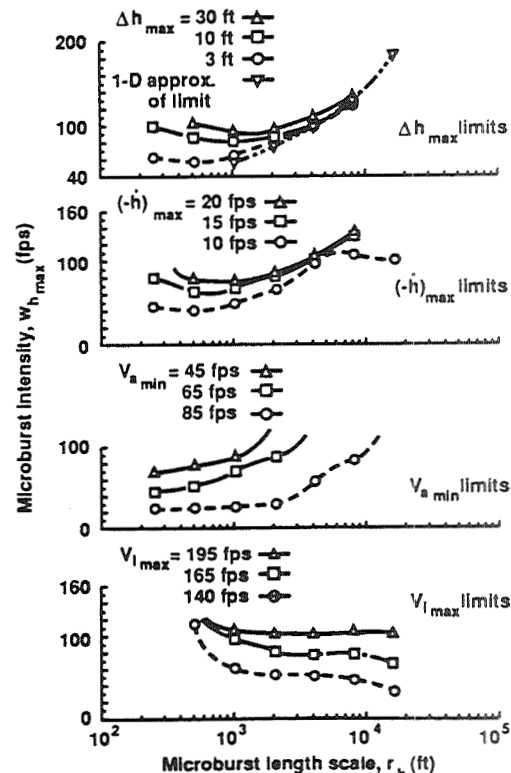 Δh max = 30 ft
10 ft
3 ft
1-D approx.
of limit
200
100
40
Δh max limits
(-ḣ) max = 20 fps
15 fps
10 fps
160
100
0
(-ḣ) max limits
Microburst Intensity, w h max (fps)
V a min = 45 fps
65 fps
85 fps
100
0
V a min limits
V I max = 195 fps
165 fps
140 fps
160
100
0
V I max limits
10² 10³ 10⁴ 10⁵
Microburst length scale, r h (ft)